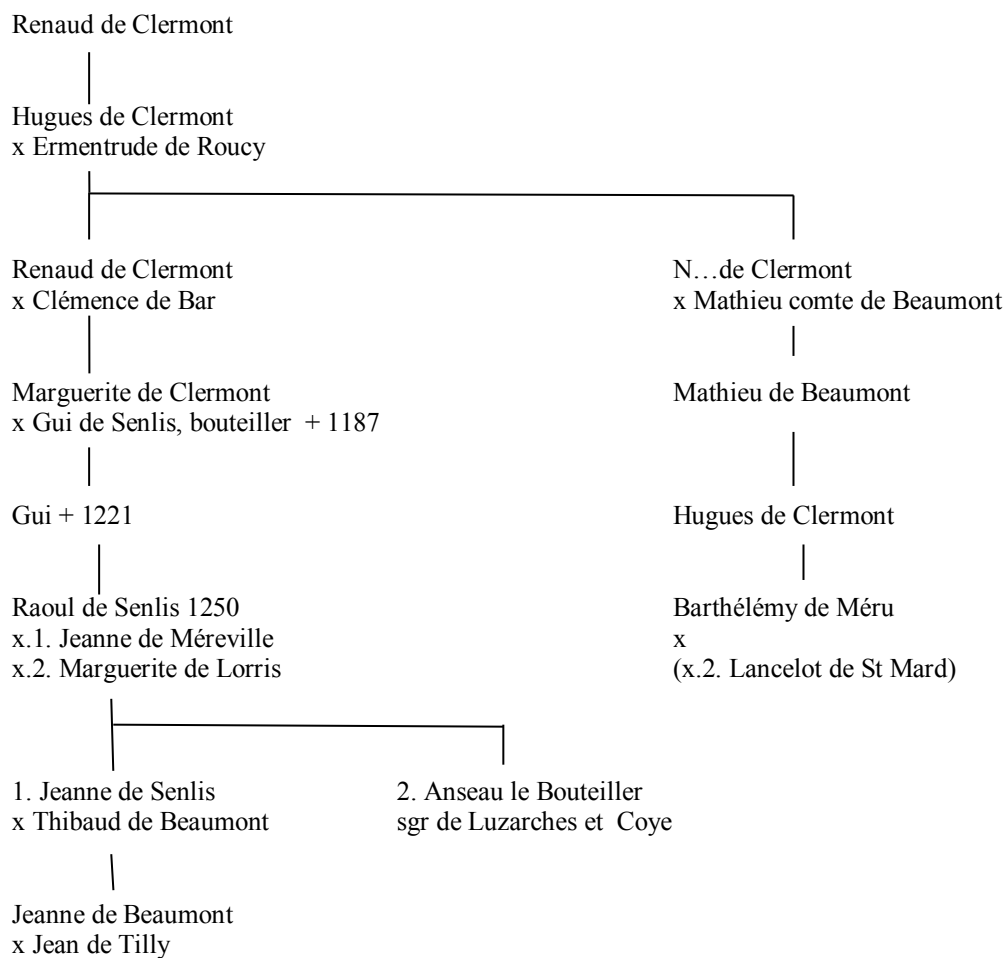 Renaud de Clermont
Hugues de Clermont
x Ermentrude de Roucy
Renaud de Clermont
x Clémence de Bar
N…de Clermont
x Mathieu comte de Beaumont
Marguerite de Clermont
x Gui de Senlis, bouteiller + 1187
Mathieu de Beaumont
Gui + 1221
Hugues de Clermont
Raoul de Senlis 1250
x.1. Jeanne de Méreville
x.2. Marguerite de Lorris
Barthélémy de Méru
x
(x.2. Lancelot de St Mard)
1. Jeanne de Senlis
x Thibaud de Beaumont
2. Anseau le Bouteiller
sgr de Luzarches et Coye
Jeanne de Beaumont
x Jean de Tilly